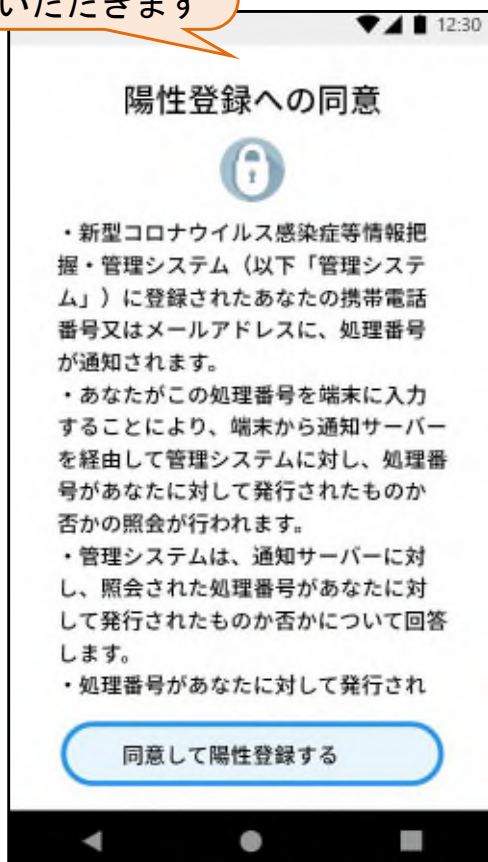 いただきます
12:30
陽性登録への同意
・新型コロナウイルス感染症等情報把
握・管理システム（以下「管理システ
ム」）に登録されたあなたの携帯電話
番号又はメールアドレスに、処理番号
が通知されます。
・あなたがこの処理番号を端末に入力
することにより、端末から通知サーバー
を経由して管理システムに対し、処理番
号があなたに対して発行されたものか
否かの照会が行われます。
・管理システムは、通知サーバーに対
し、照会された処理番号があなたに対
して発行されたものか否かについて回答
します。
・処理番号があなたに対して発行され
同意して陽性登録する